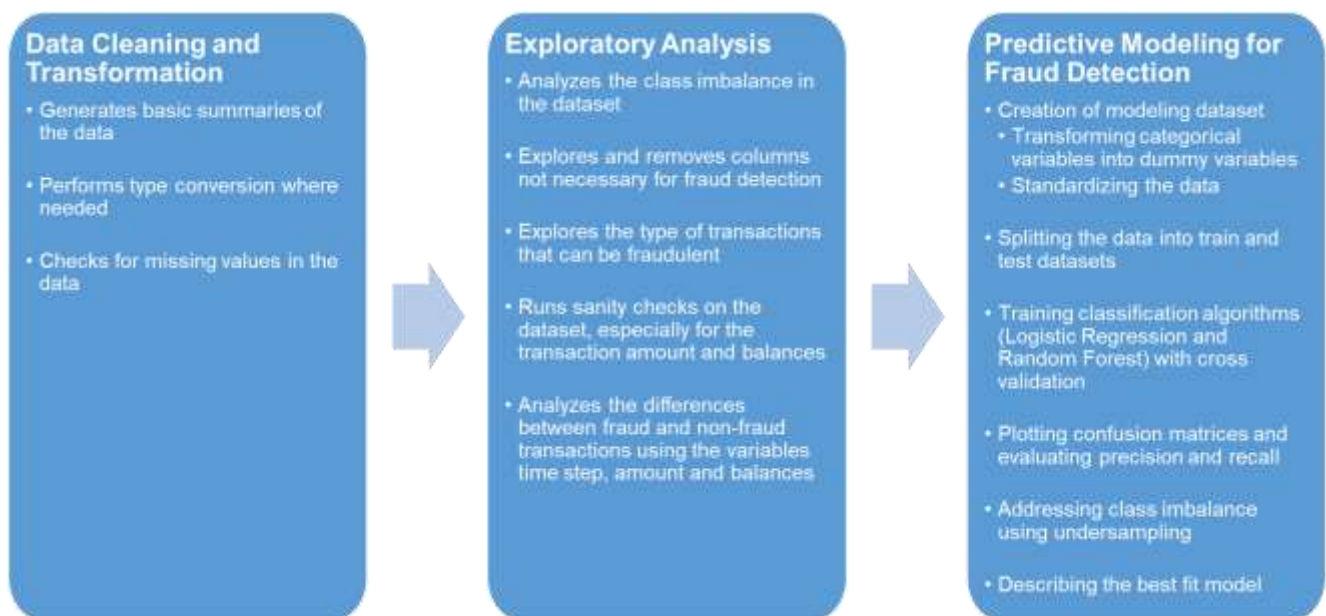 Data Cleaning and
Transformation
• Generates basic summaries of
the data
• Performs type conversion where
needed
• Checks for missing values in the
data
Exploratory Analysis
• Analyzes the class imbalance in
the dataset
• Explores and removes columns
not necessary for fraud detection
• Explores the type of transactions
that can be fraudulent
• Runs sanity checks on the
dataset, especially for the
transaction amount and balances
• Analyzes the differences
between fraud and non-fraud
transactions using the variables
time step, amount and balances
Predictive Modeling for
Fraud Detection
• Creation of modeling dataset
• Transforming categorical
variables into dummy variables
• Standardizing the data
• Splitting the data into train and
test datasets
• Training classification algorithms
(Logistic Regression and
Random Forest) with cross
validation
• Plotting confusion matrices and
evaluating precision and recall
• Addressing class imbalance
using undersampling
• Describing the best fit model